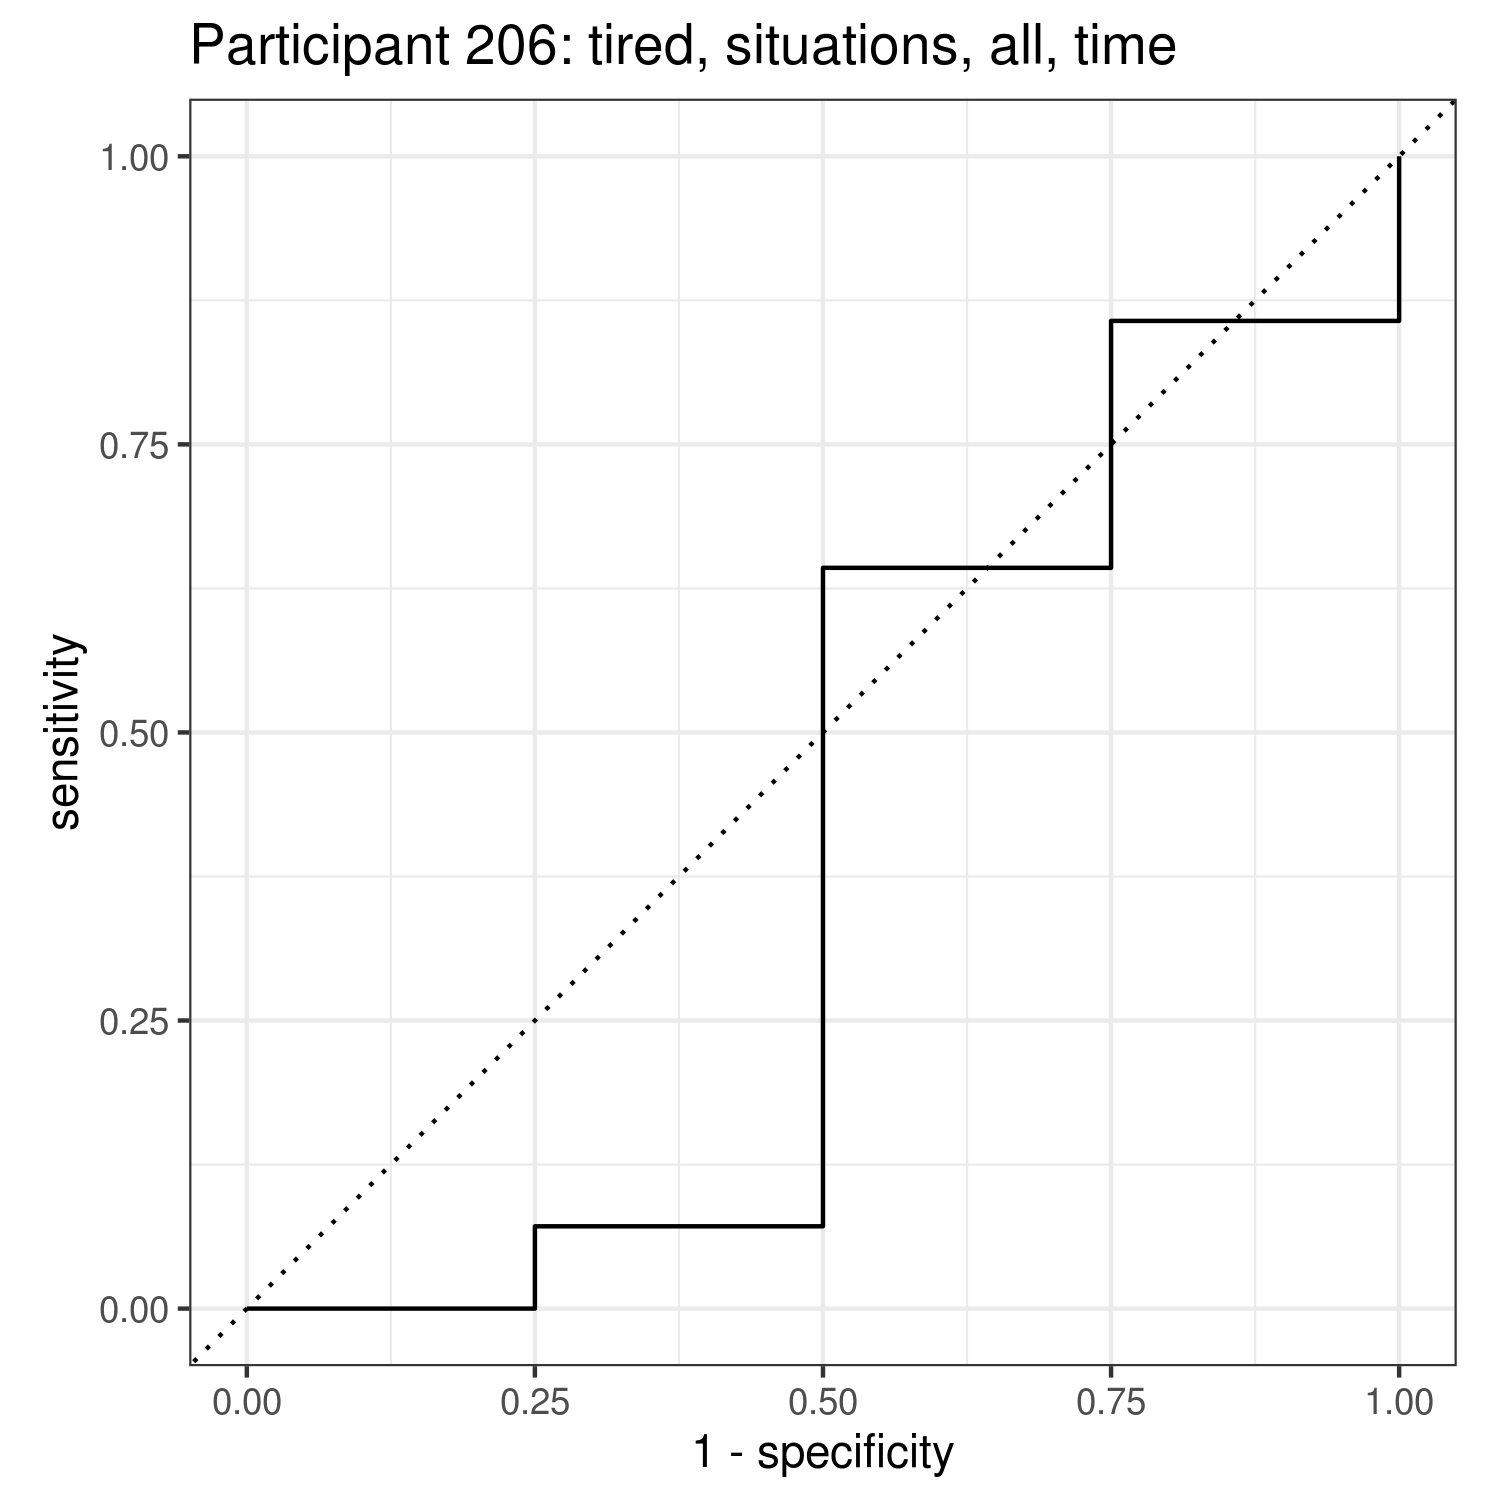 Participant 206: tired, situations, all, time
1.00
0.75
0.50
0.25
0.00
sensitivity
0.00 0.25 0.50 0.75 1.00
1 - specificity